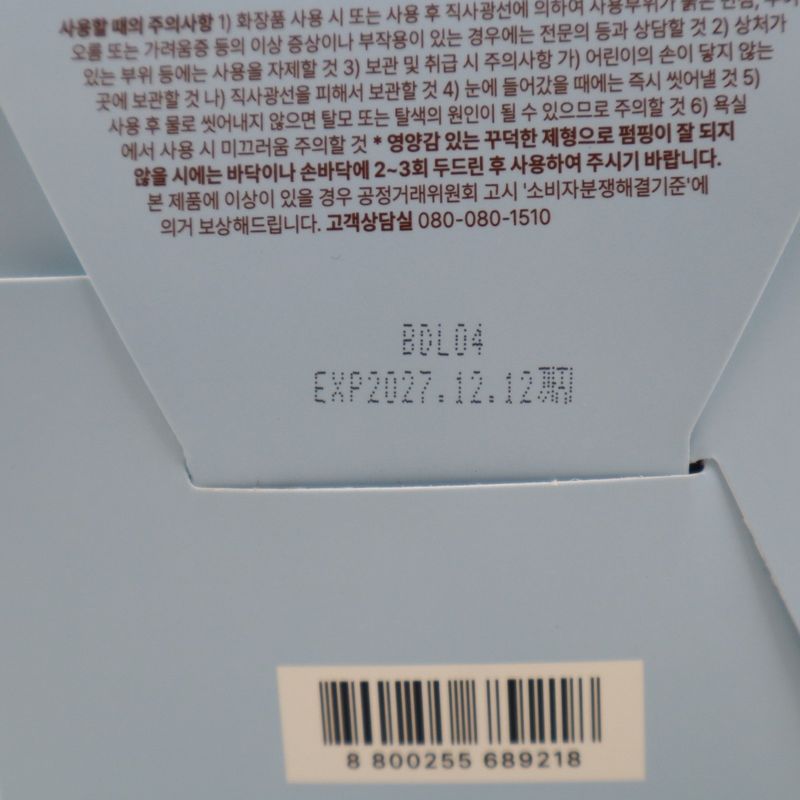 사용할 때의 주의사항 1) 화장품 사용 시 또는 사용 후 직사광선에 의하여 사용부위가 붉은
오름 또는 가려움증 등의 이상 증상이나 부작용이 있는 경우에는 전문의 등과 상담할 것 2) 상처가
있는 부위 등에는 사용을 자제할 것 3) 보관 및 취급 시 주의사항 가) 어린이의 손이 닿지 않는
곳에 보관할 것 나) 직사광선을 피해서 보관할 것 4) 눈에 들어갔을 때에는 즉시 씻어낼 것 5)
사용 후 물로 씻어내지 않으면 탈모 또는 탈색의 원인이 될 수 있으므로 주의할 것 6) 욕실
에서 사용 시 미끄러움 주의할 것 * 영양감 있는 꾸덕한 제형으로 펌핑이 잘 되지
않을 시에는 바닥이나 손바닥에 2~3회 두드린 후 사용하여 주시기 바랍니다.
본 제품에 이상이 있을 경우 공정거래위원회 고시 '소비자분쟁해결기준'에
의거 보상해드립니다. 고객상담실 080-080-1510
BDL04
EXP2027.12.12까지
8 800255 689218